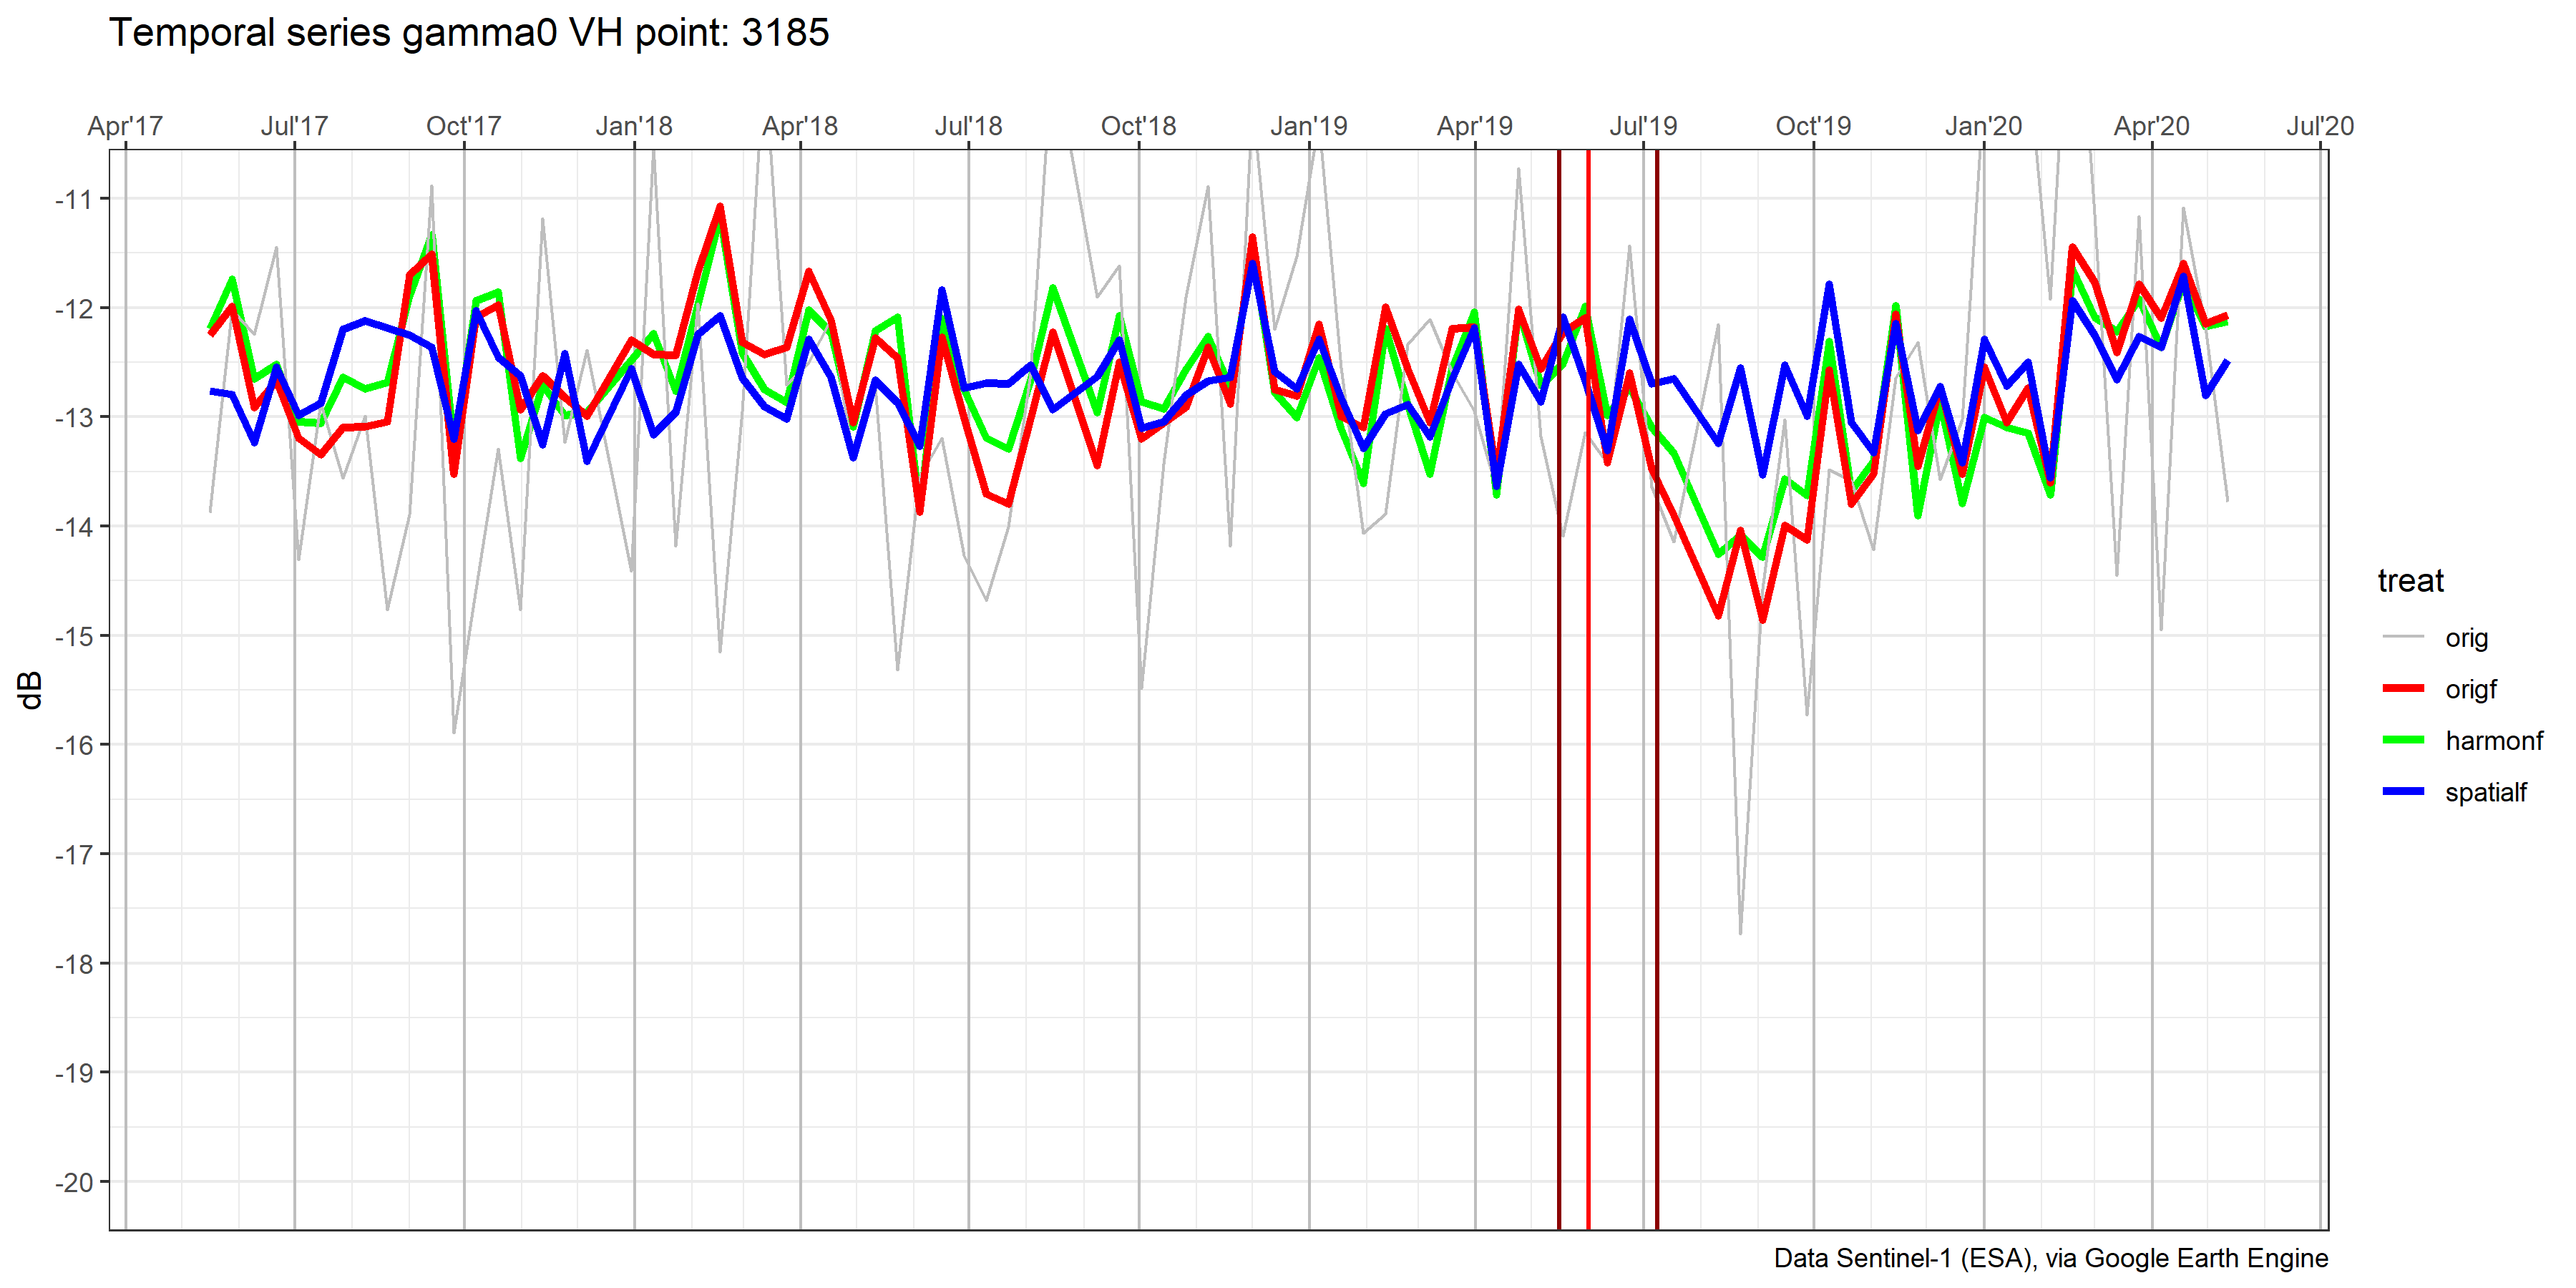 Temporal series gamma0 VH point: 3185
Apr'17 Jul'17 Oct'17 Jan'18 Apr'18 Jul'18 Oct'18 Jan'19 Apr'19 Jul'19 Oct'19 Jan'20 Apr'20 Jul'20
-11
-12
-13
-14
-15
-16
-17
-18
-19
-20
dB
treat
orig
origf
harmonf
spatialf
Data Sentinel-1 (ESA), via Google Earth Engine